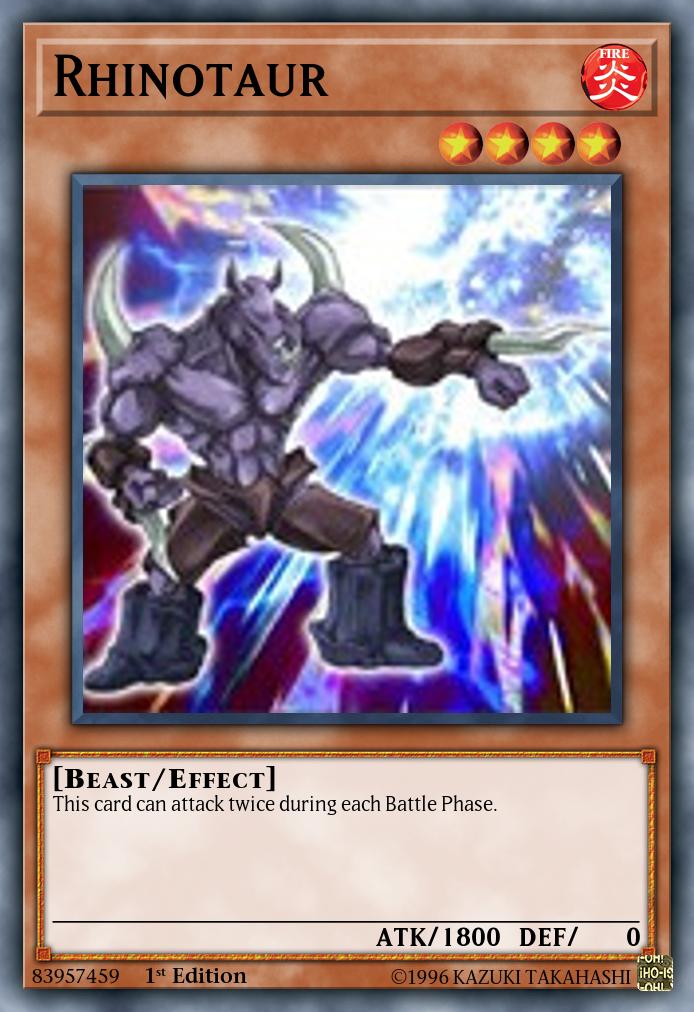 Rhinotaur
FIRE
炎
[Beast/Effect]
This card can attack twice during each Battle Phase.
ATK/1800 DEF/ 0
83957459 1st Edition ©1996 KAZUKI TAKAHASHI